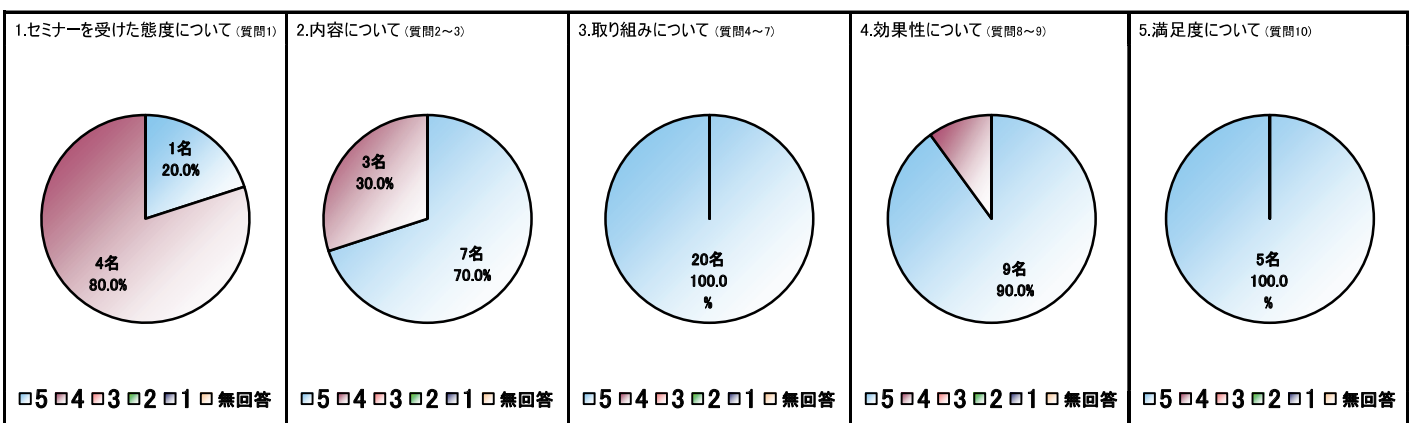 1.セミナーを受けた態度について (質問1)
1名
20.0%
4名
80.0%
5 4 3 2 1 無回答
2.内容について (質問2～3)
3名
30.0%
7名
70.0%
5 4 3 2 1 無回答
3.取り組みについて (質問4～7)
20名
100.0
%
5 4 3 2 1 無回答
4.効果性について (質問8～9)
9名
90.0%
5 4 3 2 1 無回答
5.満足度について (質問10)
5名
100.0
%
5 4 3 2 1 無回答